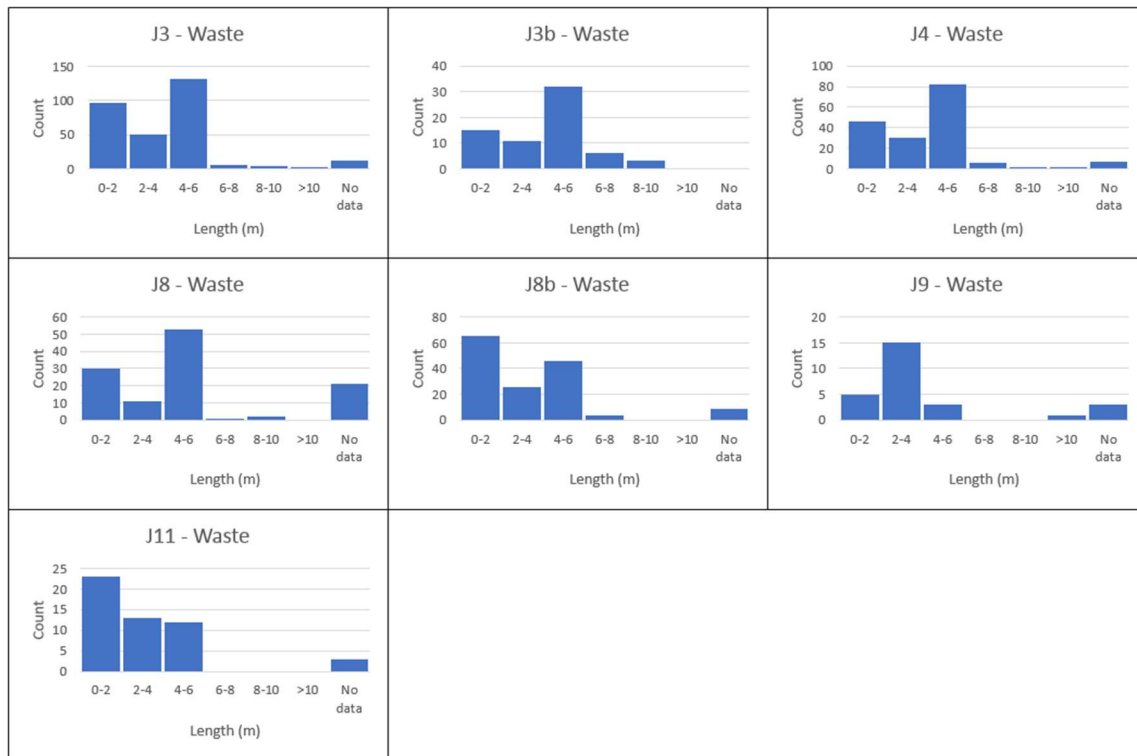 J3 - Waste
150
100
50
0
Count
0-2 2-4 4-6 6-8 8-10 >10 No data
Length (m)
J3b - Waste
40
30
20
10
0
Count
0-2 2-4 4-6 6-8 8-10 >10 No data
Length (m)
J4 - Waste
100
80
60
40
20
0
Count
0-2 2-4 4-6 6-8 8-10 >10 No data
Length (m)
J8 - Waste
60
50
40
30
20
10
0
Count
0-2 2-4 4-6 6-8 8-10 >10 No data
Length (m)
J8b - Waste
80
60
40
20
0
Count
0-2 2-4 4-6 6-8 8-10 >10 No data
Length (m)
J9 - Waste
20
15
10
5
0
Count
0-2 2-4 4-6 6-8 8-10 >10 No data
Length (m)
J11 - Waste
25
20
15
10
5
0
Count
0-2 2-4 4-6 6-8 8-10 >10 No data
Length (m)